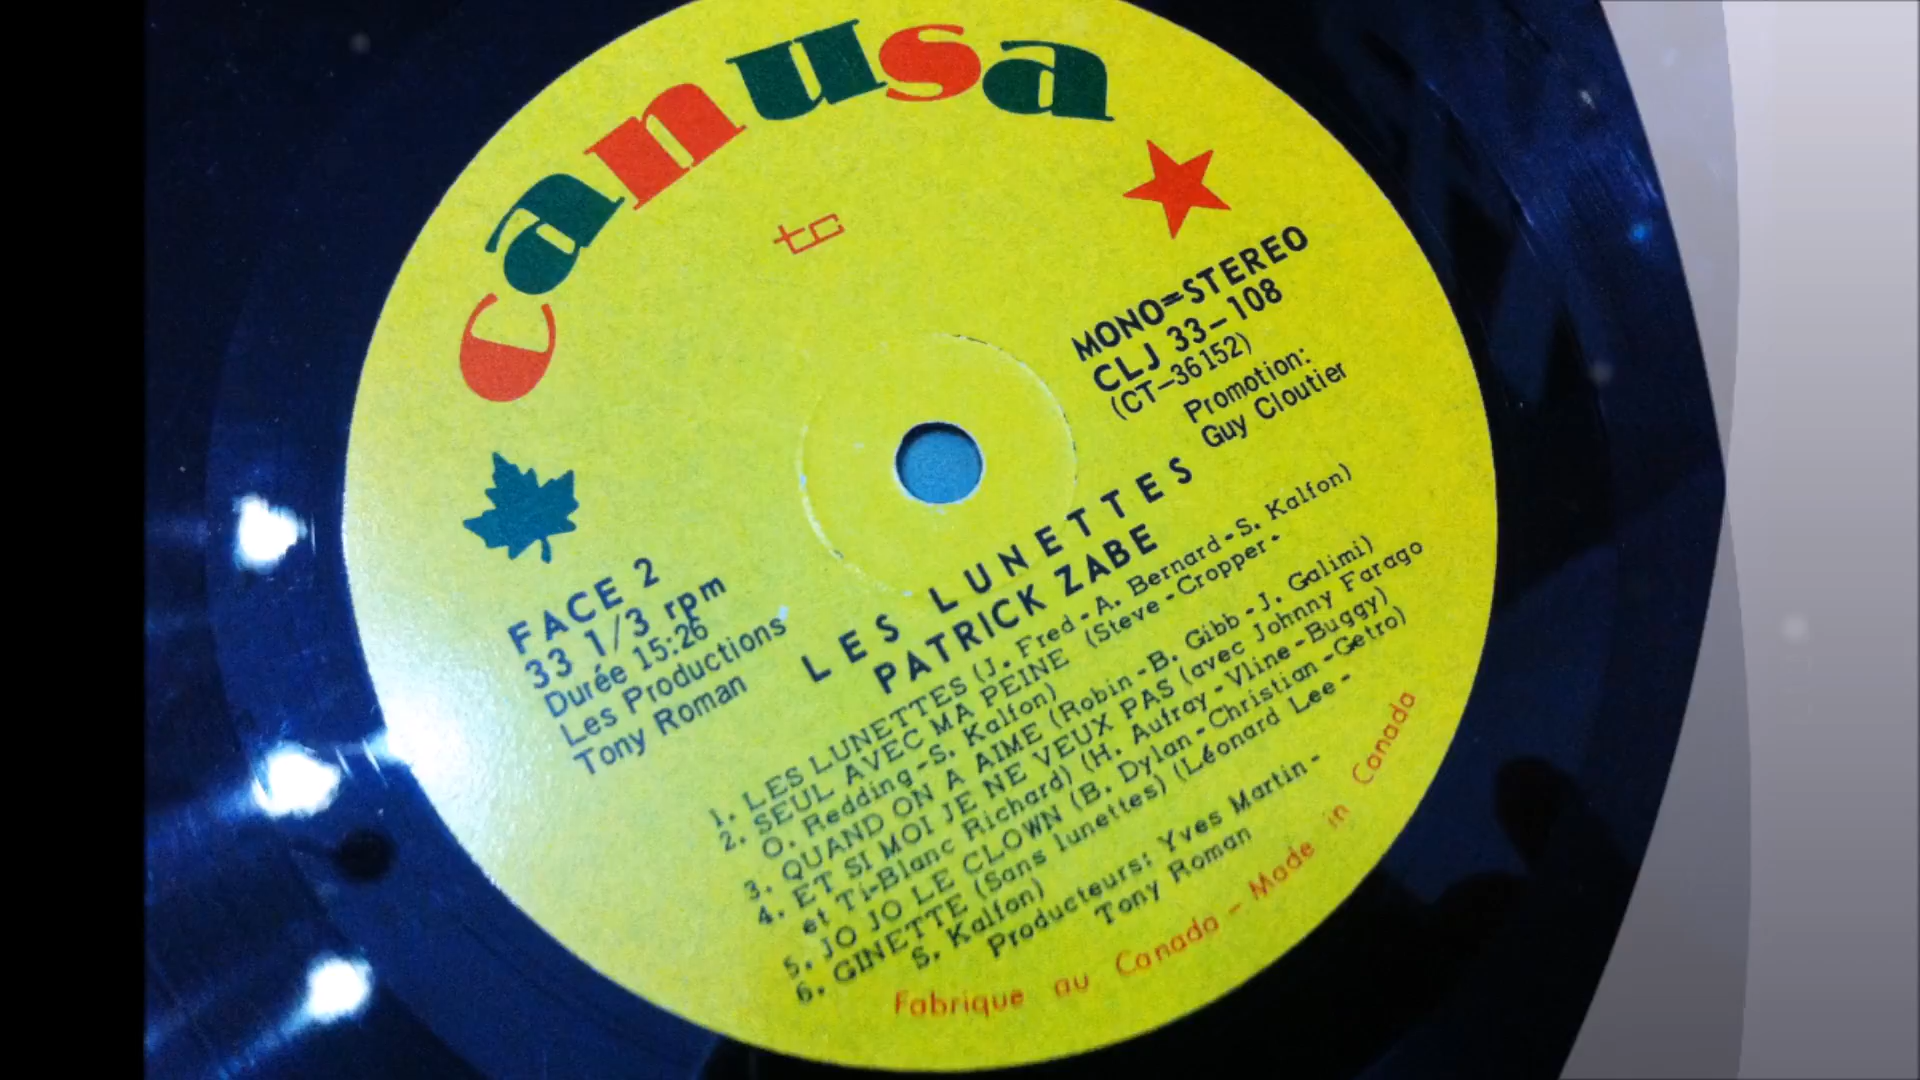 canusa
tc
MONO=STEREO
CLJ 33-108
(CT-36152)
Promotion:
Guy Cloutier
FACE 2
33 1/3 rpm
Durée 15:26
Les Productions
Tony Roman
LES LUNETTES
PATRICK ZABE
1. LES LUNETTES (J. Fred-A. Bernard-S. Kalfon)
2. SEUL AVEC MA PEINE (Steve-Cropper-
O. Redding-S. Kalfon)
3. QUAND ON A AIME (Robin-B. Gibb-J. Galimi)
4. ET SI MOI JE NE VEUX PAS (avec Johnny Farago
et Ti-Blanc Richard) (H. Aufray-Vline-Buggy)
5. JO JO LE CLOWN (B. Dylan-Christian-Getro)
6. GINETTE (Sans lunettes) (Léonard Lee-
S. Kalfon)
Producteurs: Yves Martin-
Tony Roman
Fabrique au Canada - Made in Canada